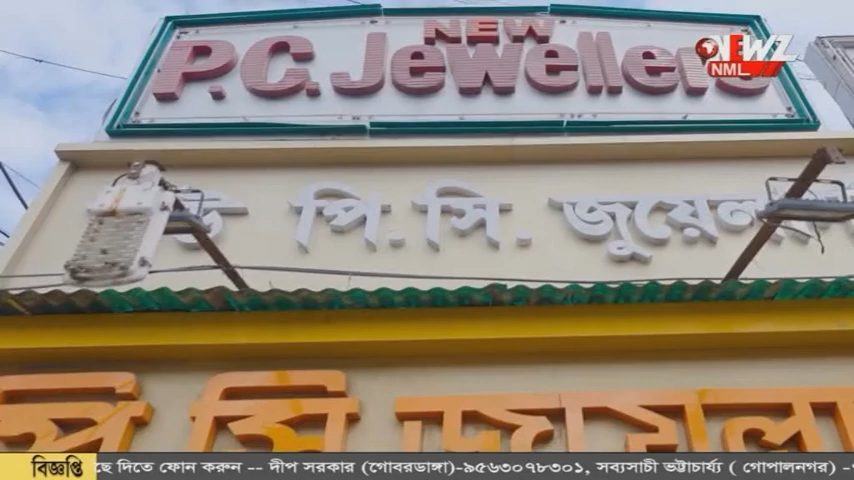 NEW
P.C. Jewellers
NEWZ
NML
উ পি. সি. জুয়েলা
পি সি জুয়েলা
বিজ্ঞপ্তি
ছে দিতে ফোন করুন -- দীপ সরকার (গোবরডাঙ্গা)-৯৫৬৩০৭৮৩০১, সব্যসাচী ভট্টাচার্য্য ( গোপালনগর) -